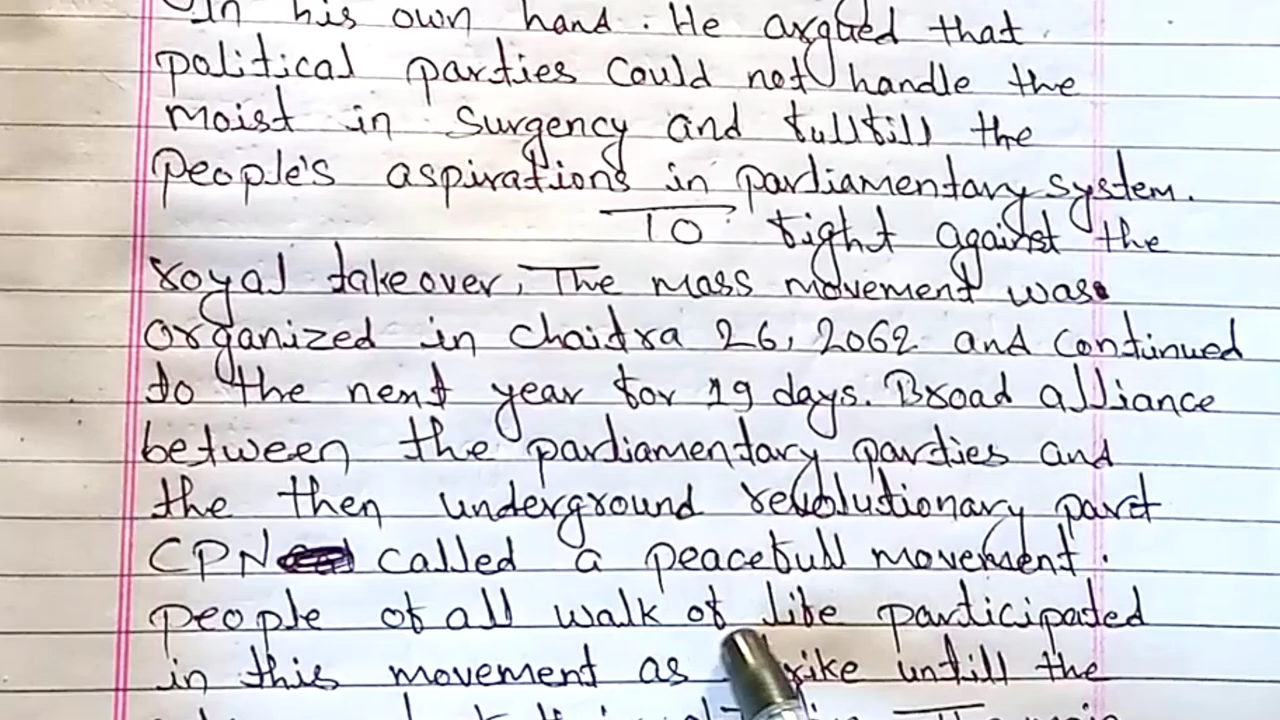 in his own hand. He argued that
political parties could not handle the
moist in surgency and fullfill the
people's aspirations in parliamentary system.
To fight against the
royal takeover, The mass movement was
organized in Chaitra 26, 2062 and continued
to the next year for 19 days. Broad alliance
between the parliamentary parties and
the then underground revolutionary part
CPN called a peacefull movement.
people of all walk of life participated
in this movement as untill the